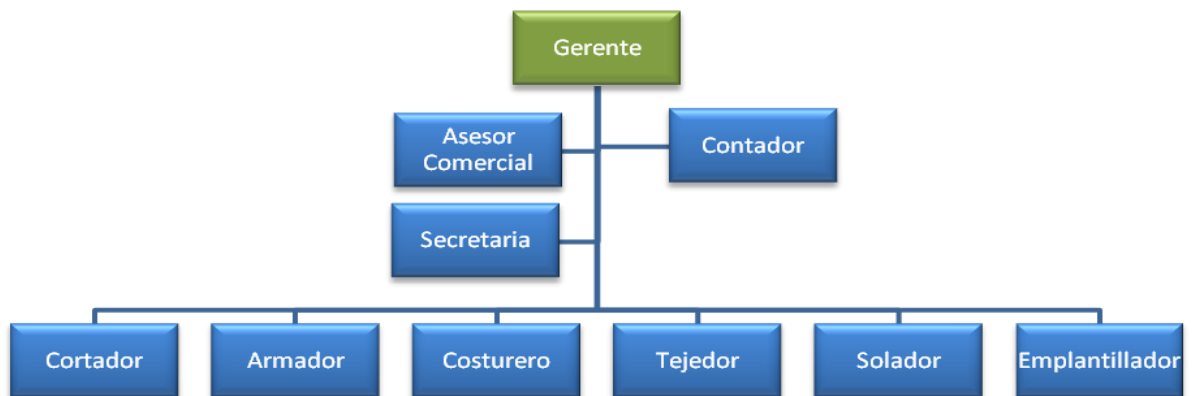 Gerente
Asesor
Comercial
Contador
Secretaria
Cortador
Armador
Costurero
Tejedor
Solador
Emplantillador